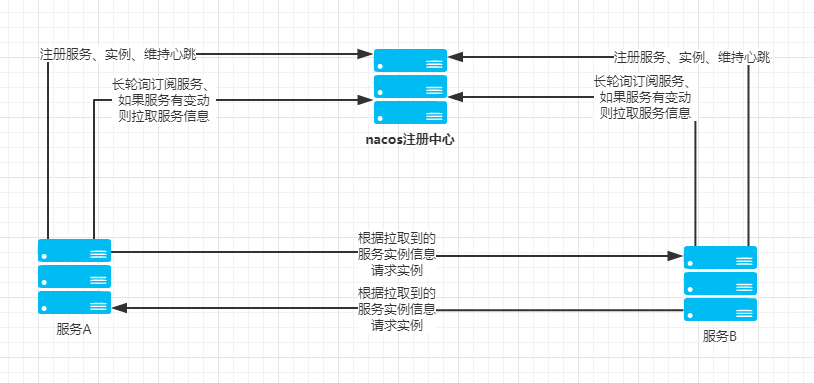 注册服务、实例、维持心跳
长轮询订阅服务、
如果服务有变动
则拉取服务信息
nacos注册中心
注册服务、实例、维持心跳
长轮询订阅服务、
如果服务有变动
则拉取服务信息
根据拉取到的
服务实例信息
请求实例
根据拉取到的
服务实例信息
请求实例
服务A
服务B